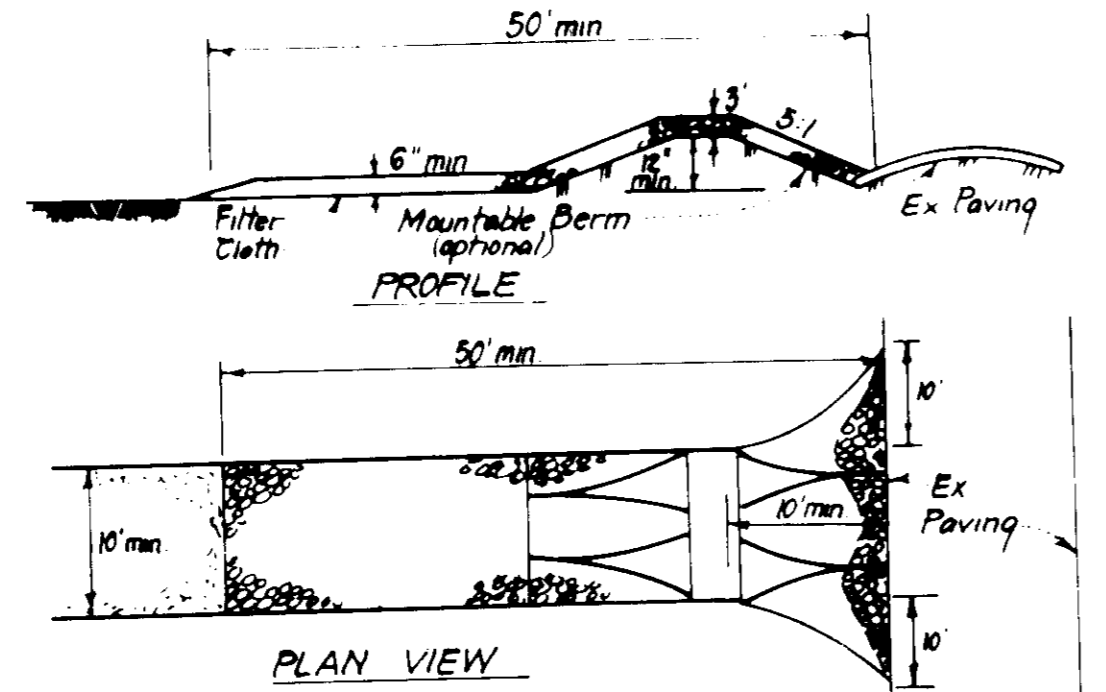 50' min
3'
5:1
6" min
12"
min
Filter
Cloth
Mountable Berm
(optional)
Ex Paving
PROFILE
50' min
10'
10' min
10' min
Ex
Paving
10'
PLAN VIEW